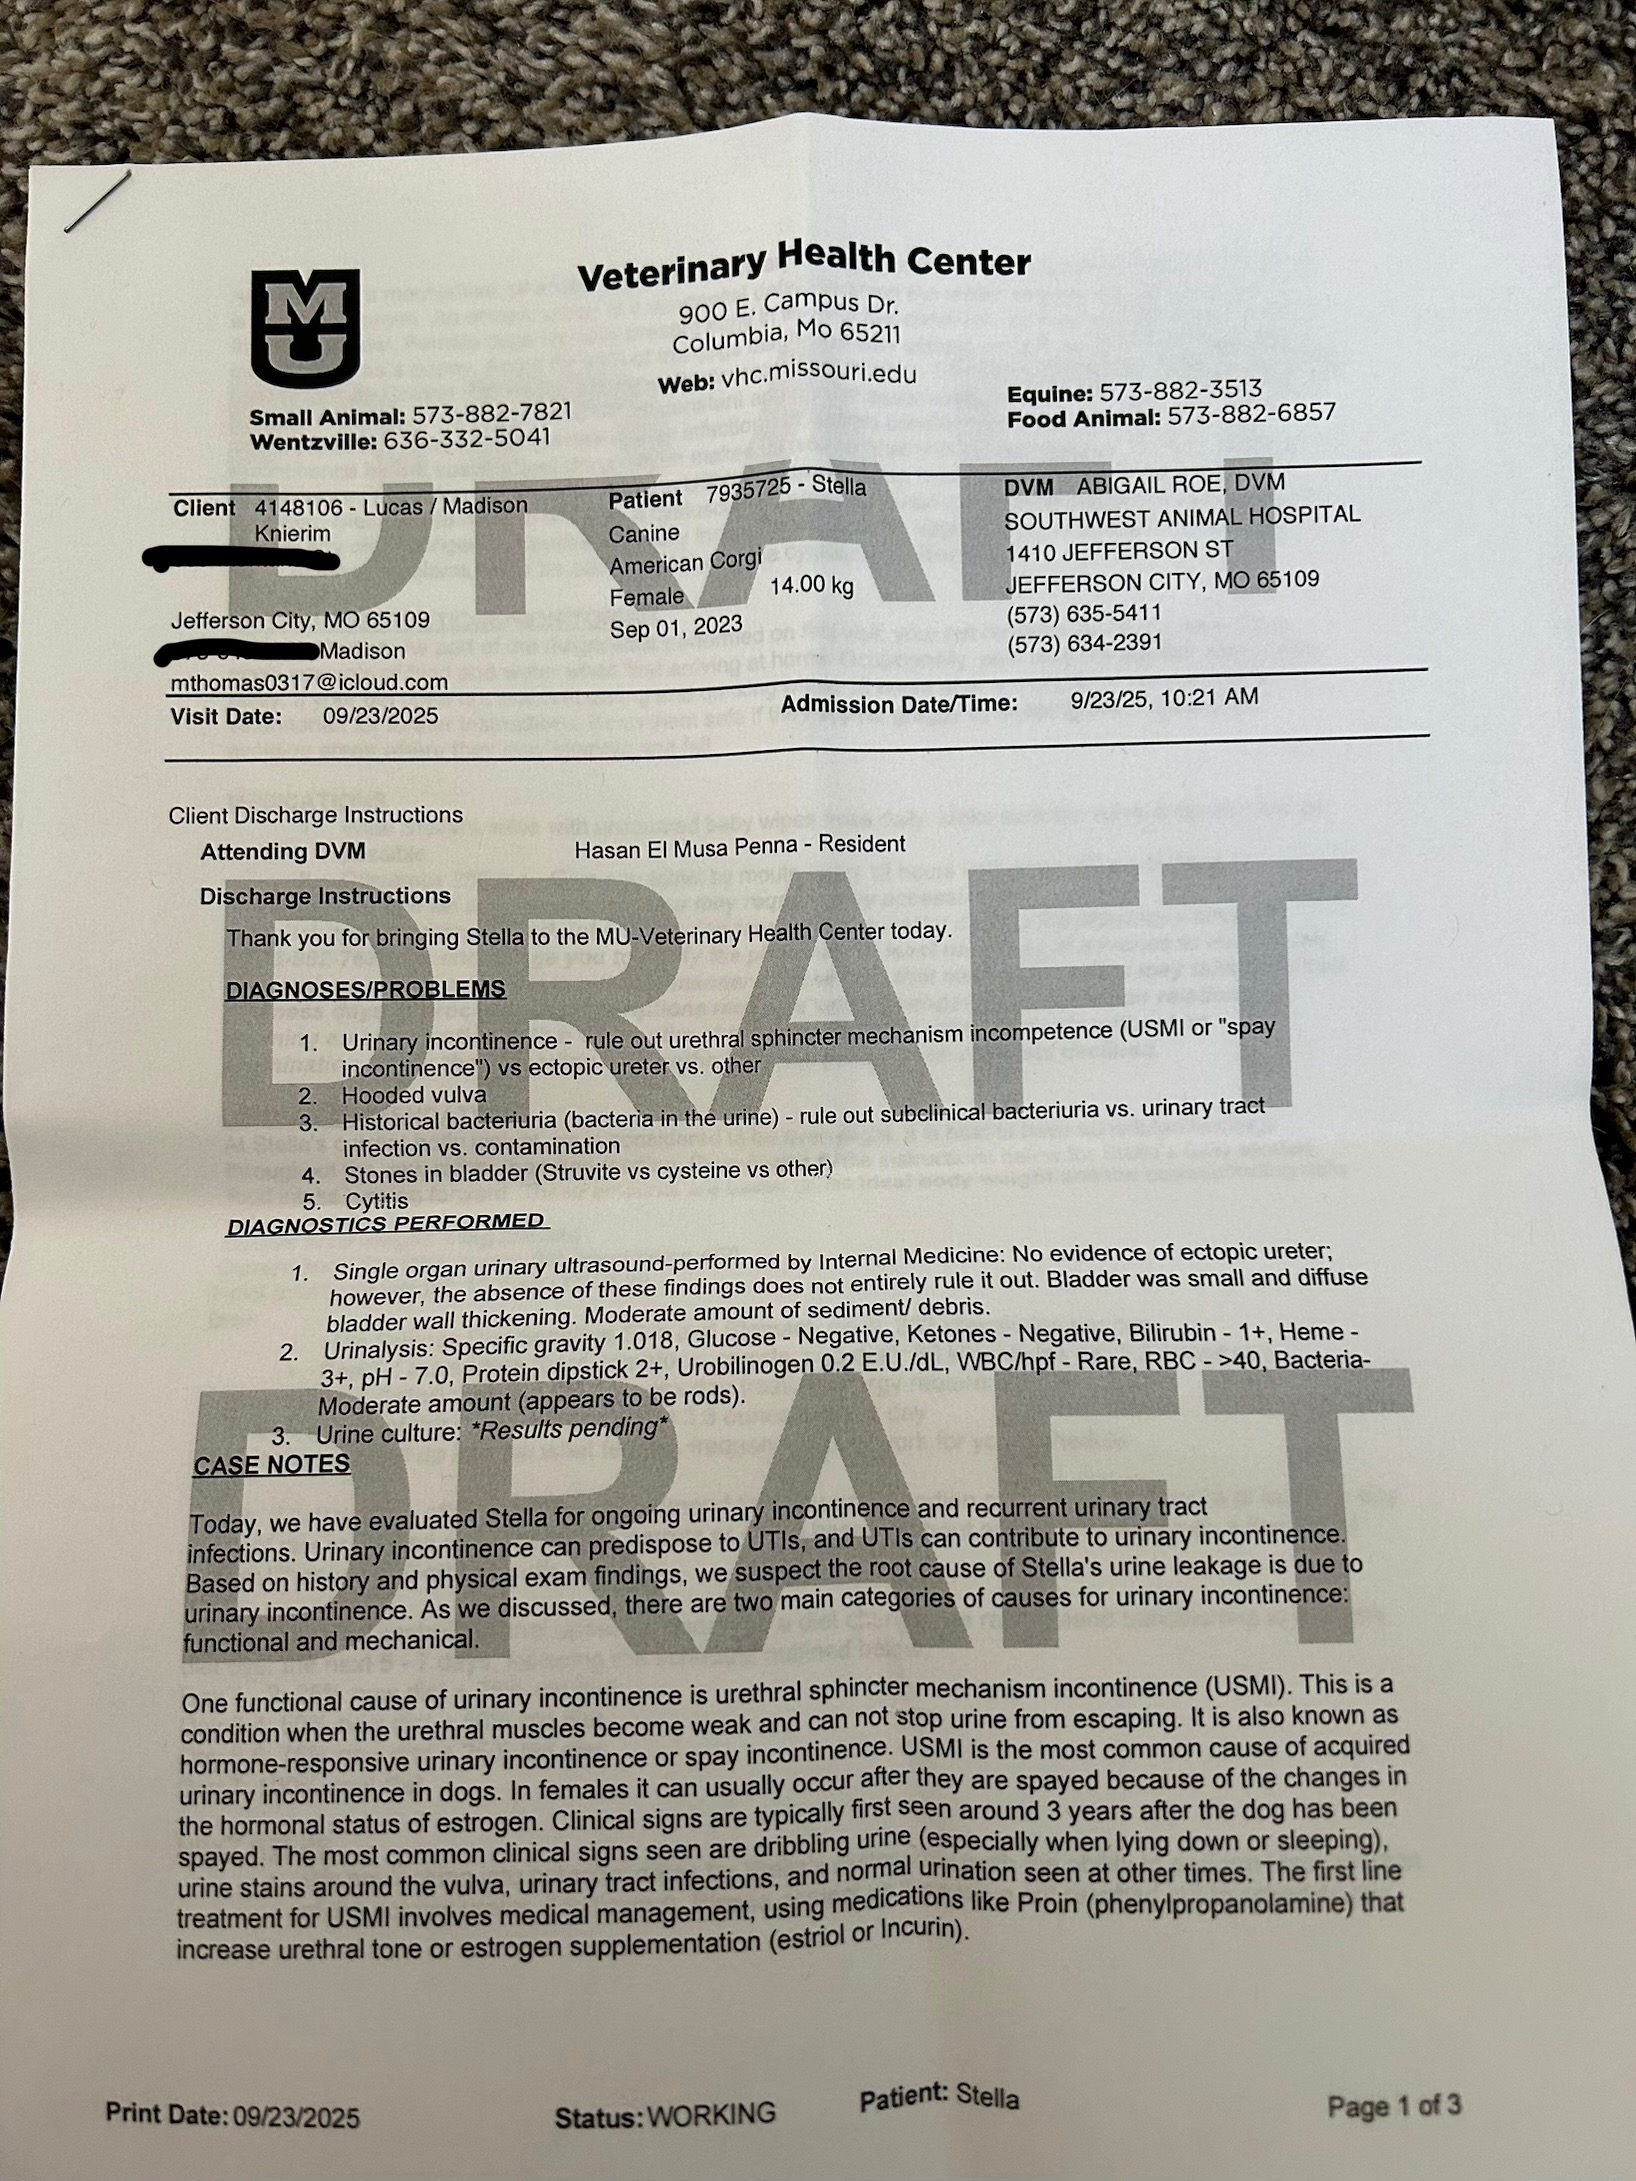 MU
Veterinary Health Center
900 E. Campus Dr.
Columbia, Mo 65211
Web: vhc.missouri.edu
Small Animal: 573-882-7821
Wentzville: 636-332-5041
Equine: 573-882-3513
Food Animal: 573-882-6857
DRAFT
Client 4148106 - Lucas / Madison
Knierim
Jefferson City, MO 65109
Madison
mthomas0317@icloud.com
Patient 7935725 - Stella
Canine
American Corgi
Female 14.00 kg
Sep 01, 2023
DVM ABIGAIL ROE, DVM
SOUTHWEST ANIMAL HOSPITAL
1410 JEFFERSON ST
JEFFERSON CITY, MO 65109
(573) 635-5411
(573) 634-2391
Visit Date: 09/23/2025 Admission Date/Time: 9/23/25, 10:21 AM
Client Discharge Instructions
Attending DVM Hasan El Musa Penna - Resident
Discharge Instructions
Thank you for bringing Stella to the MU-Veterinary Health Center today.
DRAFT
DIAGNOSES/PROBLEMS
1. Urinary incontinence - rule out urethral sphincter mechanism incompetence (USMI or "spay
incontinence") vs ectopic ureter vs. other
2. Hooded vulva
3. Historical bacteriuria (bacteria in the urine) - rule out subclinical bacteriuria vs. urinary tract
infection vs. contamination
4. Stones in bladder (Struvite vs cysteine vs other)
5. Cytitis
DIAGNOSTICS PERFORMED
1. Single organ urinary ultrasound-performed by Internal Medicine: No evidence of ectopic ureter;
however, the absence of these findings does not entirely rule it out. Bladder was small and diffuse
bladder wall thickening. Moderate amount of sediment/ debris.
2. Urinalysis: Specific gravity 1.018, Glucose - Negative, Ketones - Negative, Bilirubin - 1+, Heme -
3+, pH - 7.0, Protein dipstick 2+, Urobilinogen 0.2 E.U./dL, WBC/hpf - Rare, RBC - >40, Bacteria-
Moderate amount (appears to be rods).
3. Urine culture: *Results pending*
DRAFT
CASE NOTES
Today, we have evaluated Stella for ongoing urinary incontinence and recurrent urinary tract
infections. Urinary incontinence can predispose to UTIs, and UTIs can contribute to urinary incontinence.
Based on history and physical exam findings, we suspect the root cause of Stella's urine leakage is due to
urinary incontinence. As we discussed, there are two main categories of causes for urinary incontinence:
functional and mechanical.
One functional cause of urinary incontinence is urethral sphincter mechanism incontinence (USMI). This is a
condition when the urethral muscles become weak and can not stop urine from escaping. It is also known as
hormone-responsive urinary incontinence or spay incontinence. USMI is the most common cause of acquired
urinary incontinence in dogs. In females it can usually occur after they are spayed because of the changes in
the hormonal status of estrogen. Clinical signs are typically first seen around 3 years after the dog has been
spayed. The most common clinical signs seen are dribbling urine (especially when lying down or sleeping),
urine stains around the vulva, urinary tract infections, and normal urination seen at other times. The first line
treatment for USMI involves medical management, using medications like Proin (phenylpropanolamine) that
increase urethral tone or estrogen supplementation (estriol or Incurin).
Print Date: 09/23/2025 Status: WORKING Patient: Stella Page 1 of 3